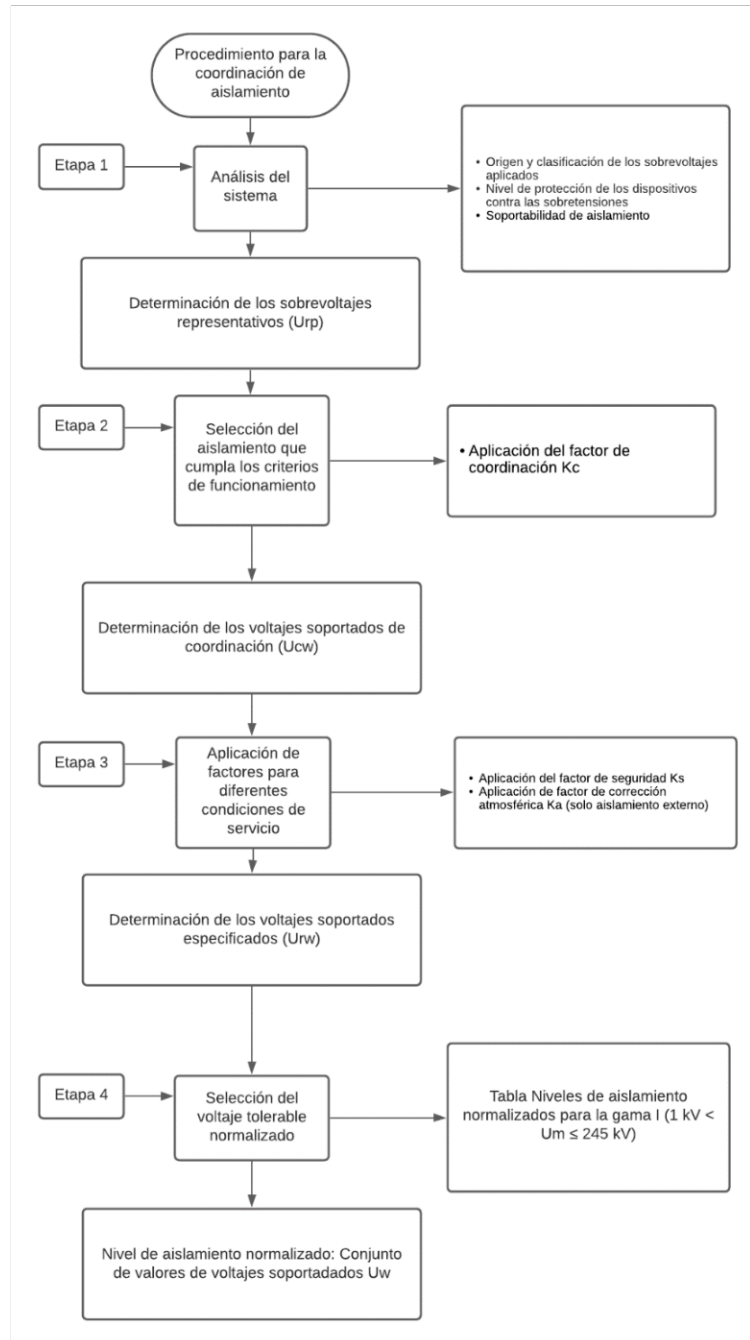 Procedimiento para la
coordinación de
aislamiento
Etapa 1
Análisis del
sistema
• Origen y clasificación de los sobrevoltajes
aplicados
• Nivel de protección de los dispositivos
contra las sobretensiones
• Soportabilidad de aislamiento
Determinación de los sobrevoltajes
representativos (Urp)
Etapa 2
Selección del
aislamiento que
cumpla los criterios
de funcionamiento
• Aplicación del factor de
coordinación Kc
Determinación de los voltajes soportados de
coordinación (Ucw)
Etapa 3
Aplicación de
factores para
diferentes
condiciones de
servicio
• Aplicación del factor de seguridad Ks
• Aplicación de factor de corrección
atmosférica Ka (solo aislamiento externo)
Determinación de los voltajes soportados
especificados (Urw)
Etapa 4
Selección del
voltaje tolerable
normalizado
Tabla Niveles de aislamiento
normalizados para la gama I (1 kV <
Um ≤ 245 kV)
Nivel de aislamiento normalizado: Conjunto
de valores de voltajes soportadados Uw